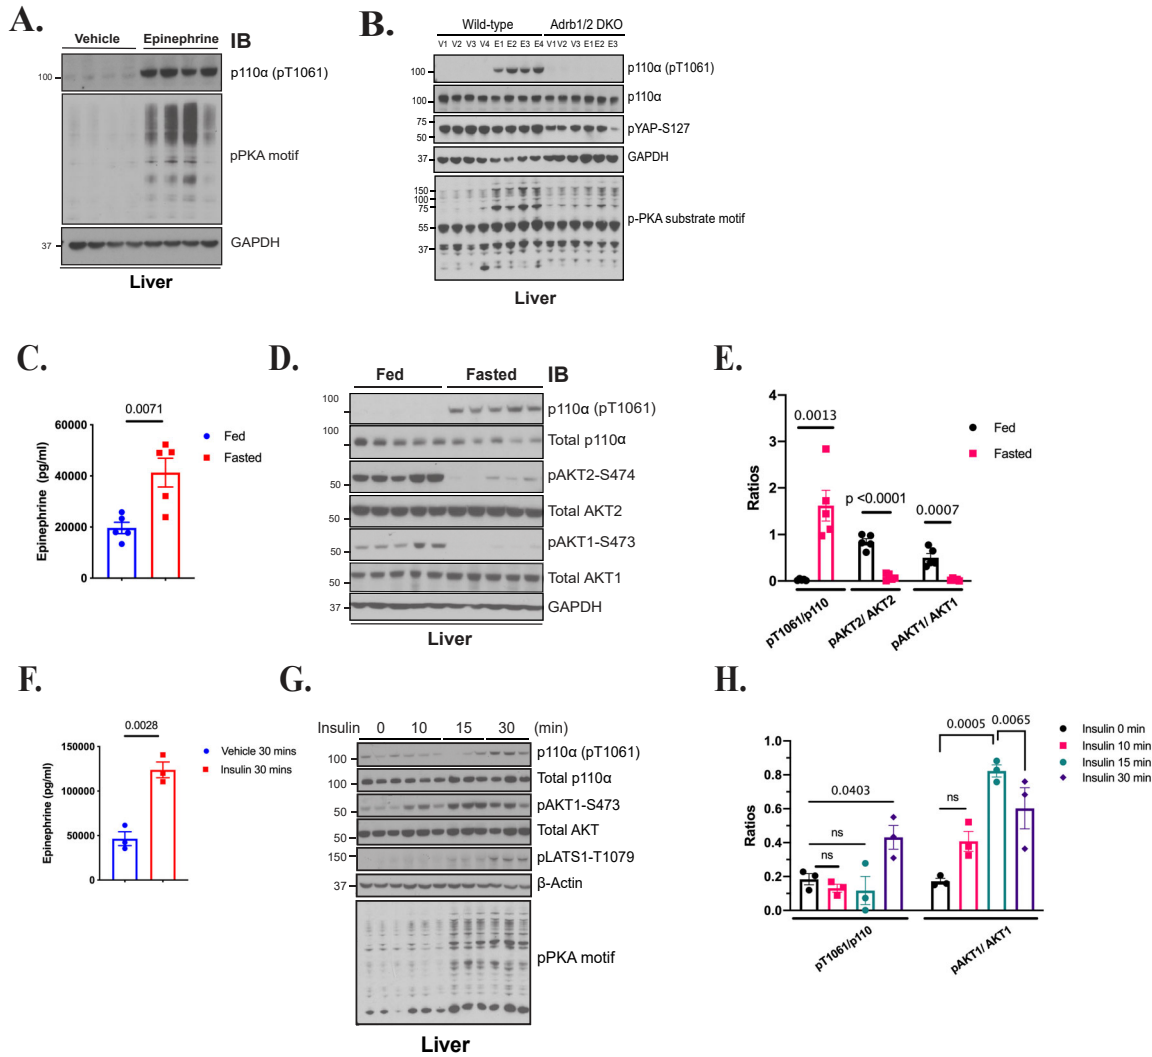 A.
Vehicle Epinephrine IB
100
p110α (pT1061)
pPKA motif
37
GAPDH
Liver
B.
Wild-type Adrb1/2 DKO
V1 V2 V3 V4 E1 E2 E3 E4 V1 V2 V3 E1 E2 E3
100
p110α (pT1061)
100
p110α
75
50
pYAP-S127
37
GAPDH
150
100
75
55
37
p-PKA substrate motif
Liver
C.
0.0071
60000
40000
20000
0
Epinephrine (pg/ml)
Fed
Fasted
D.
Fed Fasted IB
100
p110α (pT1061)
100
Total p110α
50
pAKT2-S474
50
Total AKT2
50
pAKT1-S473
50
Total AKT1
37
GAPDH
Liver
E.
4
3
2
1
0
Ratios
0.0013
p <0.0001
0.0007
Fed
Fasted
pT1061/p110
pAKT2/ AKT2
pAKT1/ AKT1
F.
0.0028
150000
100000
50000
0
Epinephrine (pg/ml)
Vehicle 30 mins
Insulin 30 mins
G.
Insulin 0 10 15 30 (min)
100
p110α (pT1061)
100
Total p110α
50
pAKT1-S473
50
Total AKT
150
pLATS1-T1079
37
β-Actin
pPKA motif
Liver
H.
0.0005 0.0065
1.0
0.8
0.6
0.4
0.2
0.0
Ratios
0.0403
ns
ns
ns
Insulin 0 min
Insulin 10 min
Insulin 15 min
Insulin 30 min
pT1061/p110
pAKT1/ AKT1